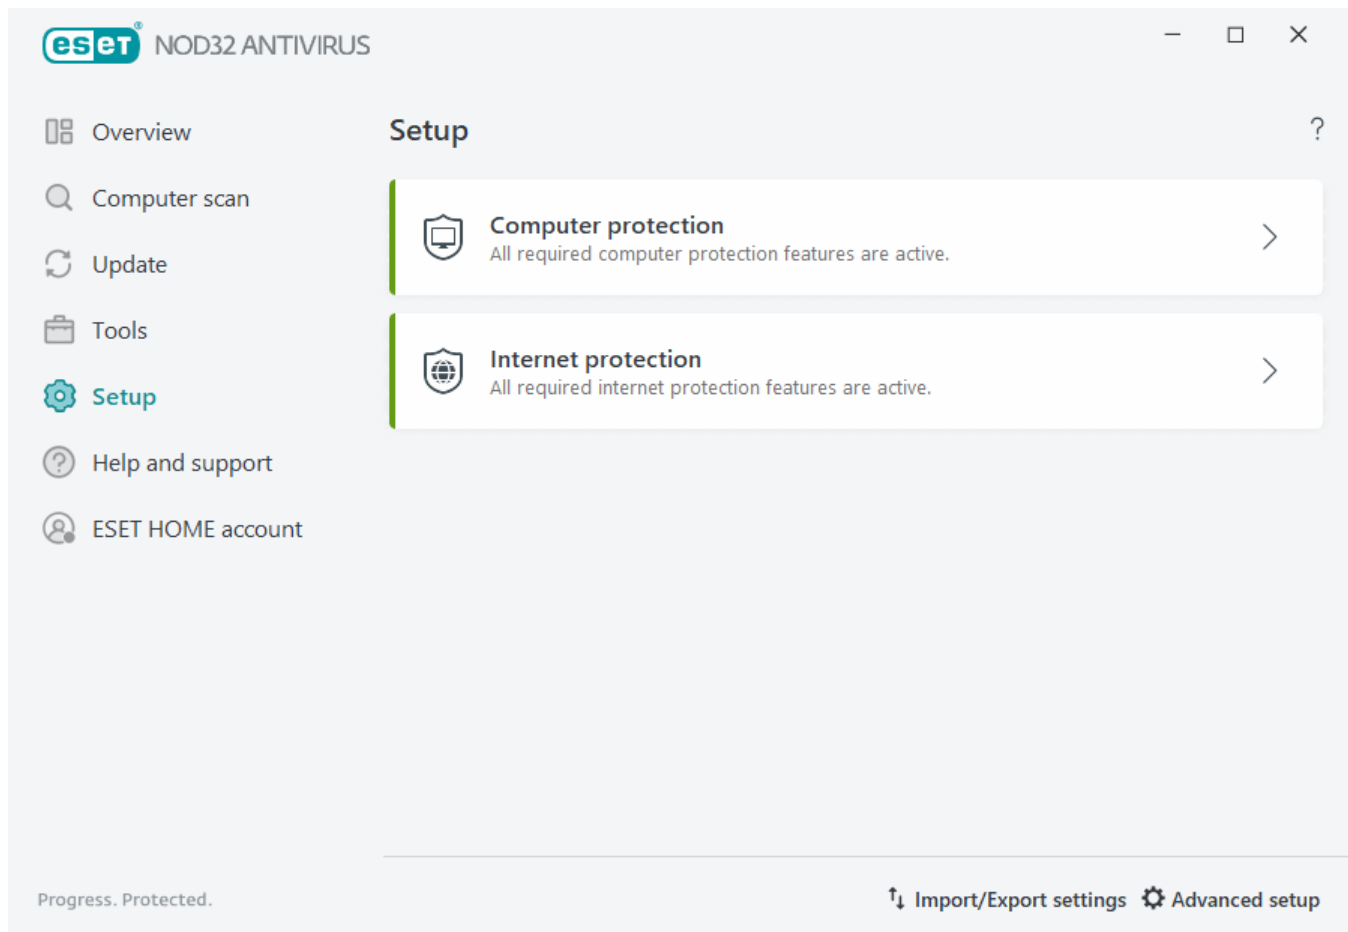 eset® NOD32 ANTIVIRUS
Overview
Computer scan
Update
Tools
Setup
Help and support
ESET HOME account
Setup
?
Computer protection
All required computer protection features are active.
Internet protection
All required internet protection features are active.
Progress. Protected.
Import/Export settings Advanced setup